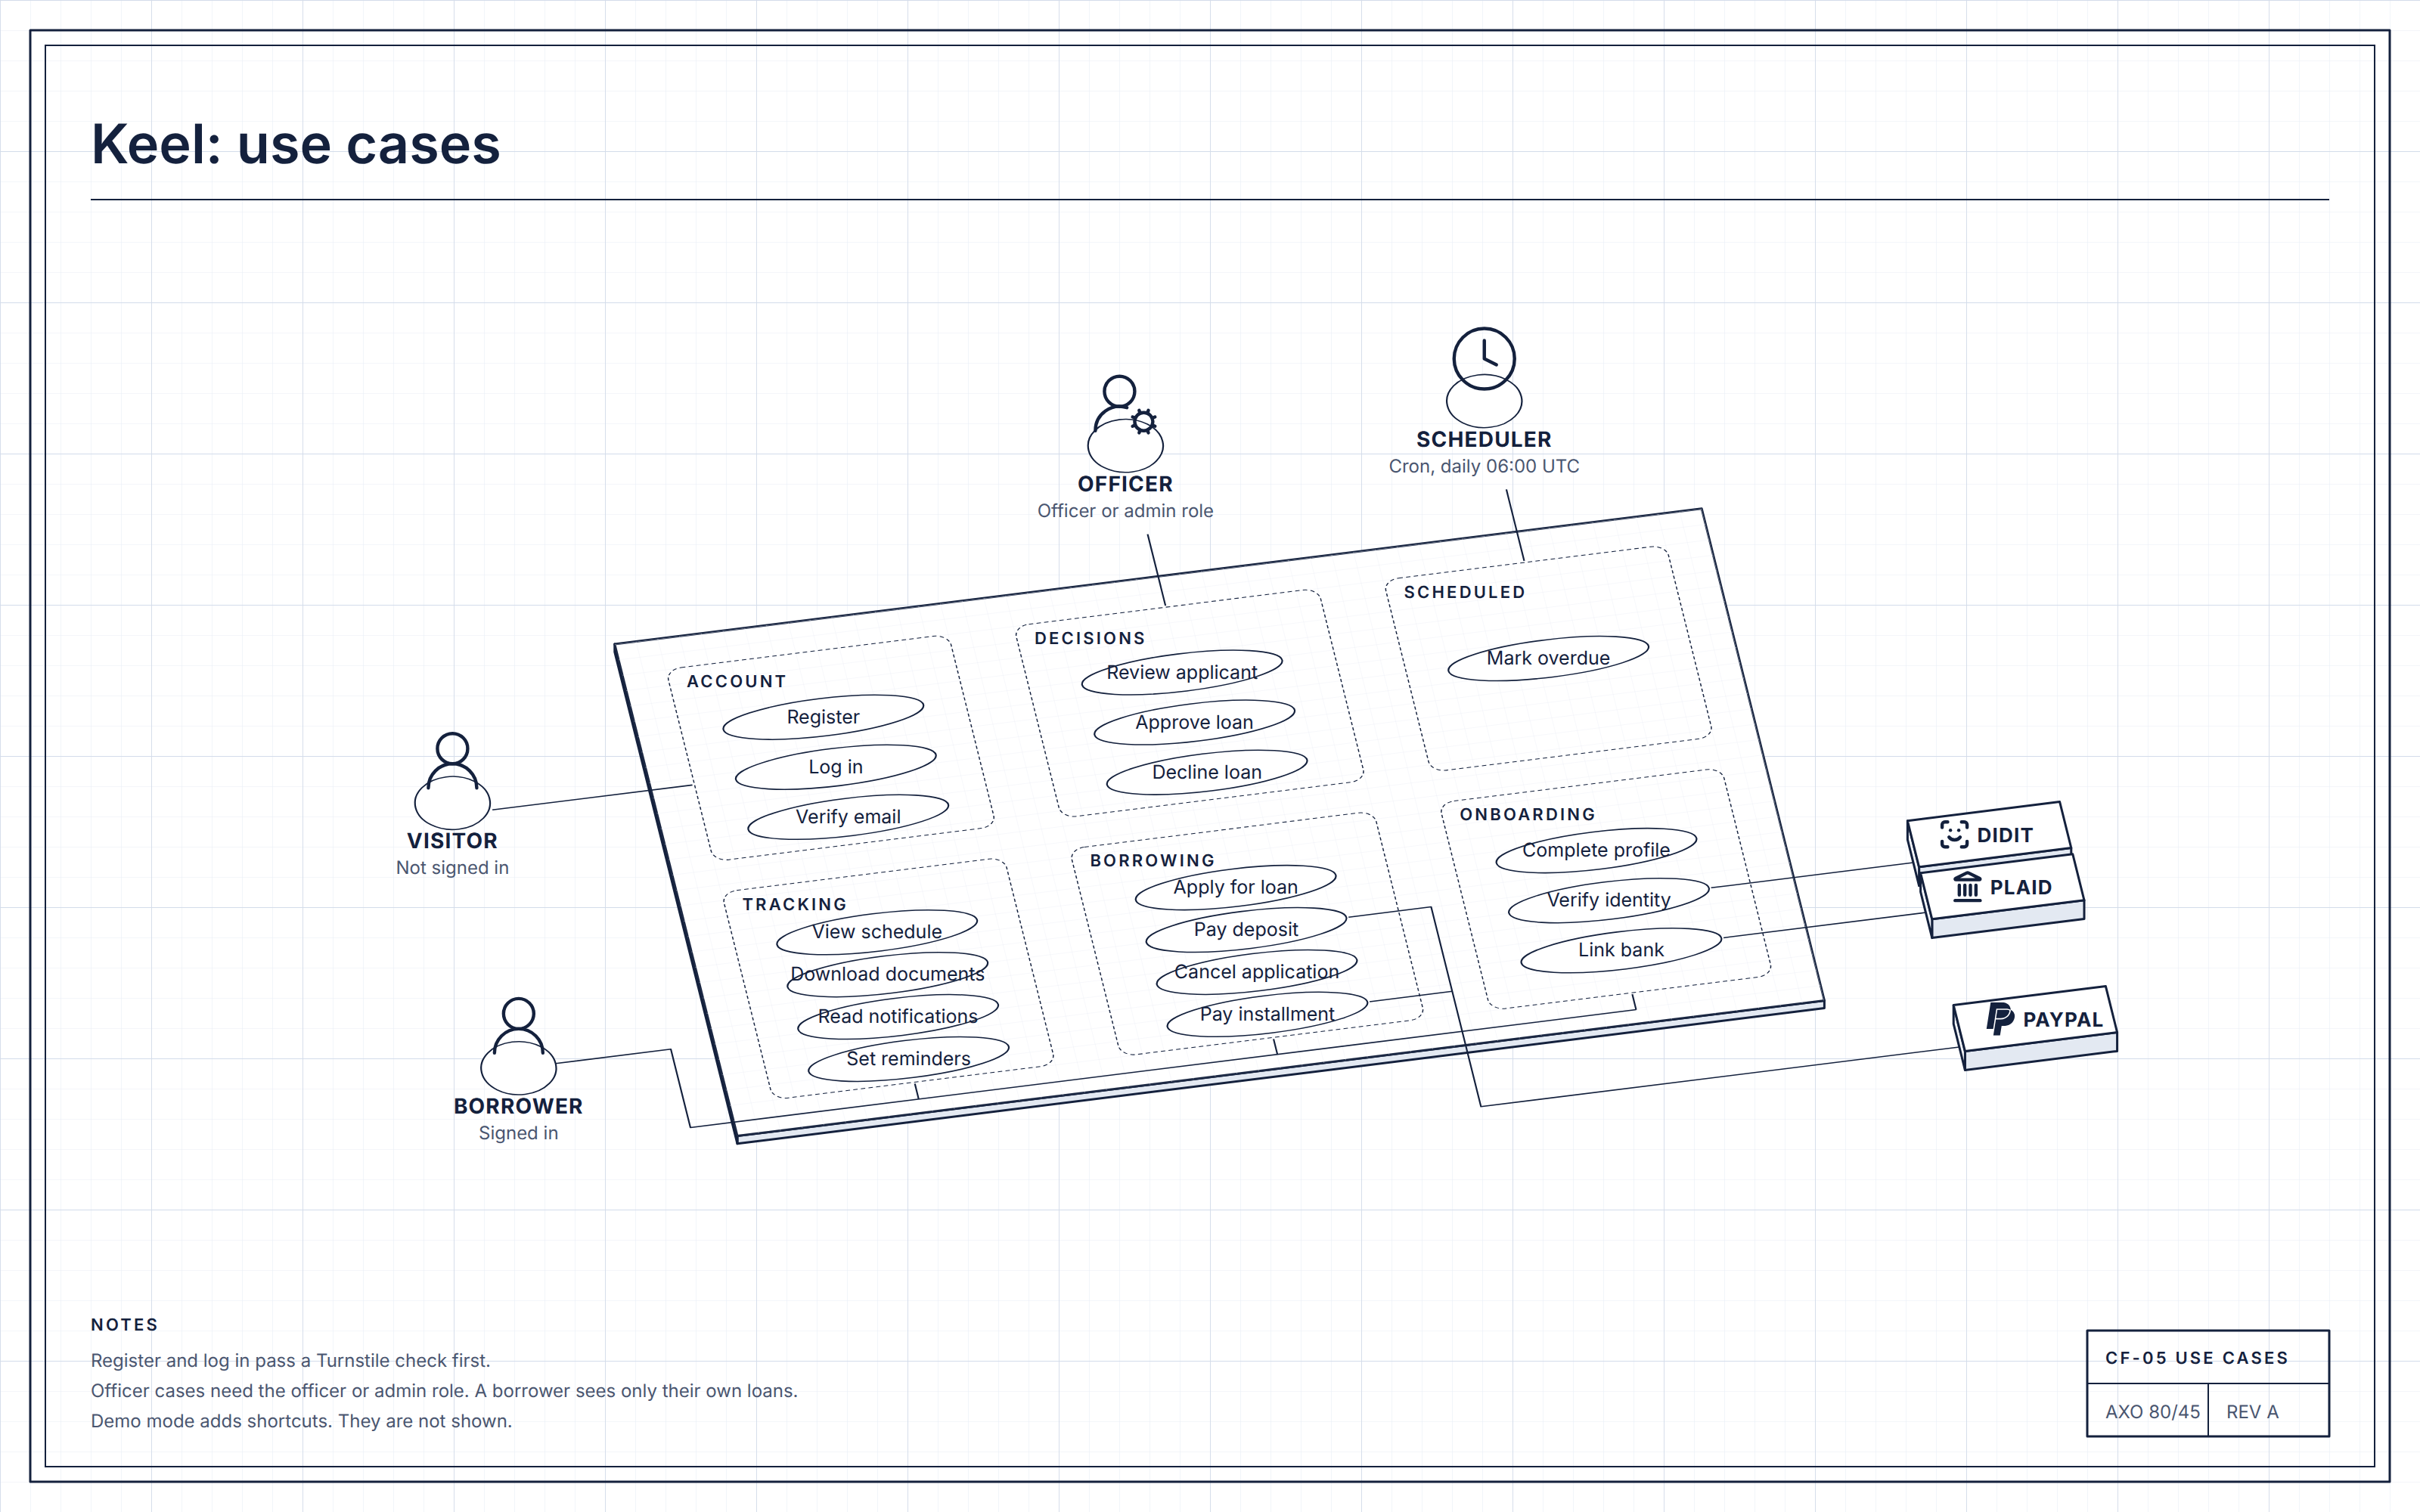 Keel: use cases
SCHEDULER
Cron, daily 06:00 UTC
OFFICER
Officer or admin role
VISITOR
Not signed in
BORROWER
Signed in
ACCOUNT
Register
Log in
Verify email
DECISIONS
Review applicant
Approve loan
Decline loan
SCHEDULED
Mark overdue
TRACKING
View schedule
Download documents
Read notifications
Set reminders
BORROWING
Apply for loan
Pay deposit
Cancel application
Pay installment
ONBOARDING
Complete profile
Verify identity
Link bank
DIDIT
PLAID
PAYPAL
NOTES
Register and log in pass a Turnstile check first.
Officer cases need the officer or admin role. A borrower sees only their own loans.
Demo mode adds shortcuts. They are not shown.
CF-05 USE CASES
AXO 80/45
REV A